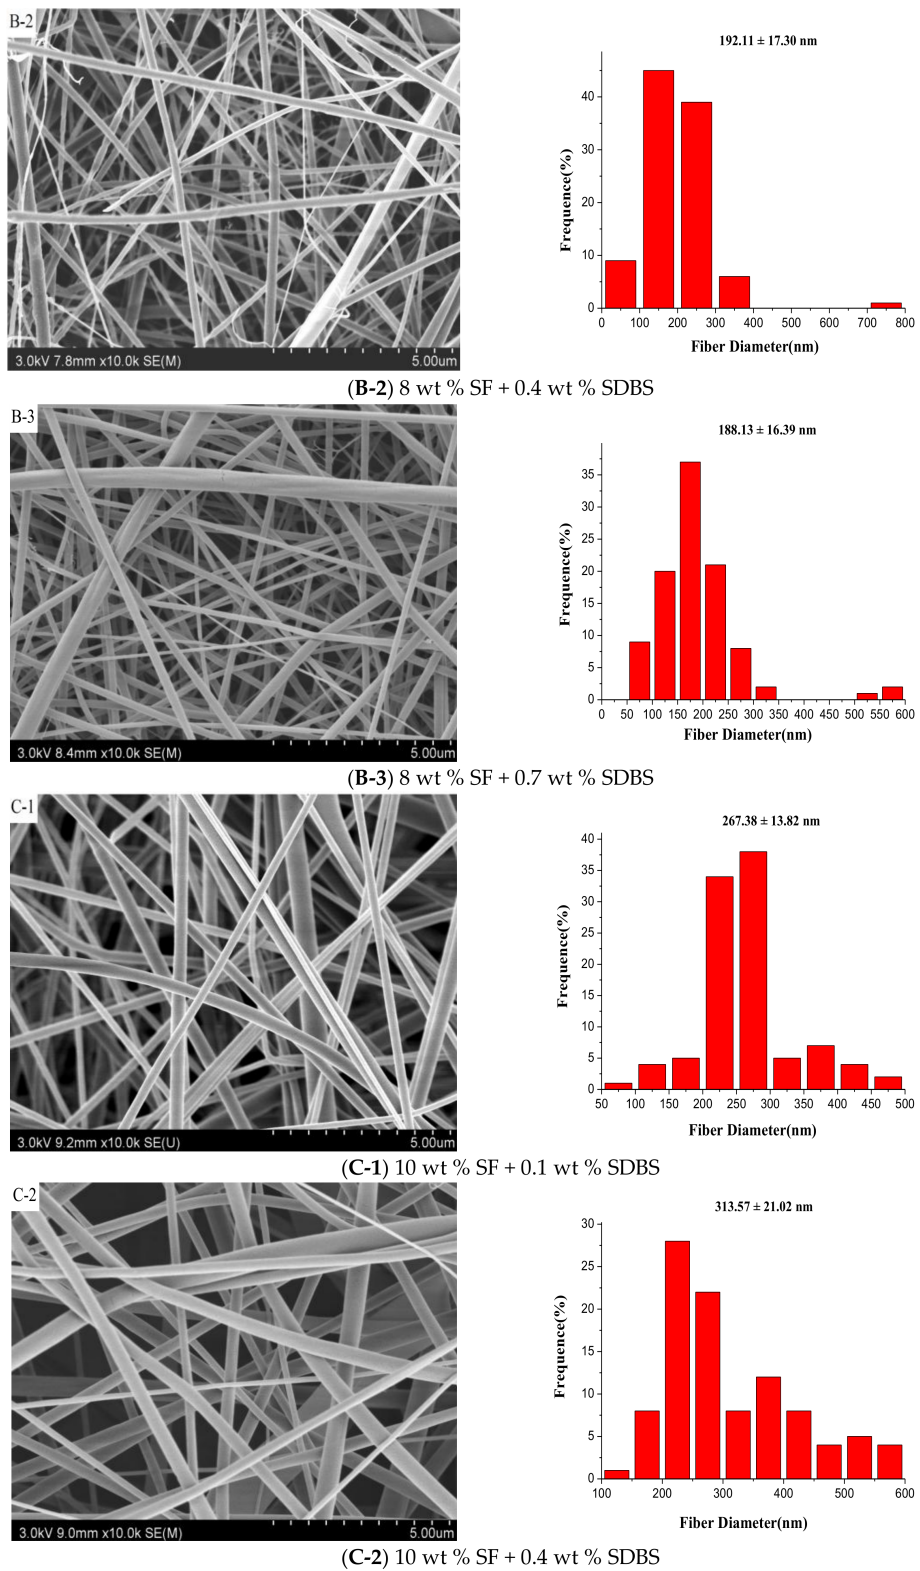 B-2
192.11 ± 17.30 nm
Frequence(%)
40
30
20
10
0
0 100 200 300 400 500 600 700 800
Fiber Diameter(nm)
3.0kV 7.8mm x10.0k SE(M) 5.00um
(B-2) 8 wt % SF + 0.4 wt % SDBS
B-3
188.13 ± 16.39 nm
Frequence(%)
35
30
25
20
15
10
5
0
0 50 100 150 200 250 300 350 400 450 500 550 600
Fiber Diameter(nm)
3.0kV 8.4mm x10.0k SE(M) 5.00um
(B-3) 8 wt % SF + 0.7 wt % SDBS
C-1
267.38 ± 13.82 nm
Frequence(%)
40
35
30
25
20
15
10
5
0
50 100 150 200 250 300 350 400 450 500
Fiber Diameter(nm)
3.0kV 9.2mm x10.0k SE(U) 5.00um
(C-1) 10 wt % SF + 0.1 wt % SDBS
C-2
313.57 ± 21.02 nm
Frequence(%)
30
25
20
15
10
5
0
100 200 300 400 500 600
Fiber Diameter(nm)
3.0kV 9.0mm x10.0k SE(M) 5.00um
(C-2) 10 wt % SF + 0.4 wt % SDBS